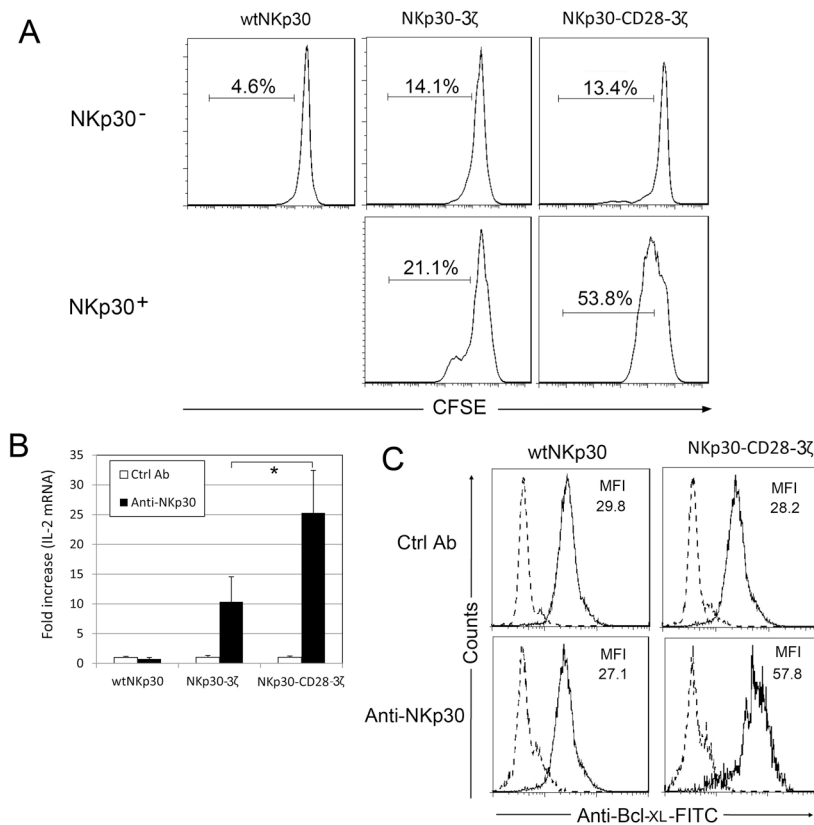 A
wtNKp30 NKp30-3ζ NKp30-CD28-3ζ
NKp30-
4.6% 14.1% 13.4%
NKp30+
21.1% 53.8%
CFSE
B
Fold increase (IL-2 mRNA)
35
30
25
20
15
10
5
0
Ctrl Ab
Anti-NKp30
*
wtNKp30 NKp30-3ζ NKp30-CD28-3ζ
C
wtNKp30 NKp30-CD28-3ζ
Ctrl Ab
MFI
29.8
MFI
28.2
Counts
Anti-NKp30
MFI
27.1
MFI
57.8
Anti-Bcl-XL-FITC